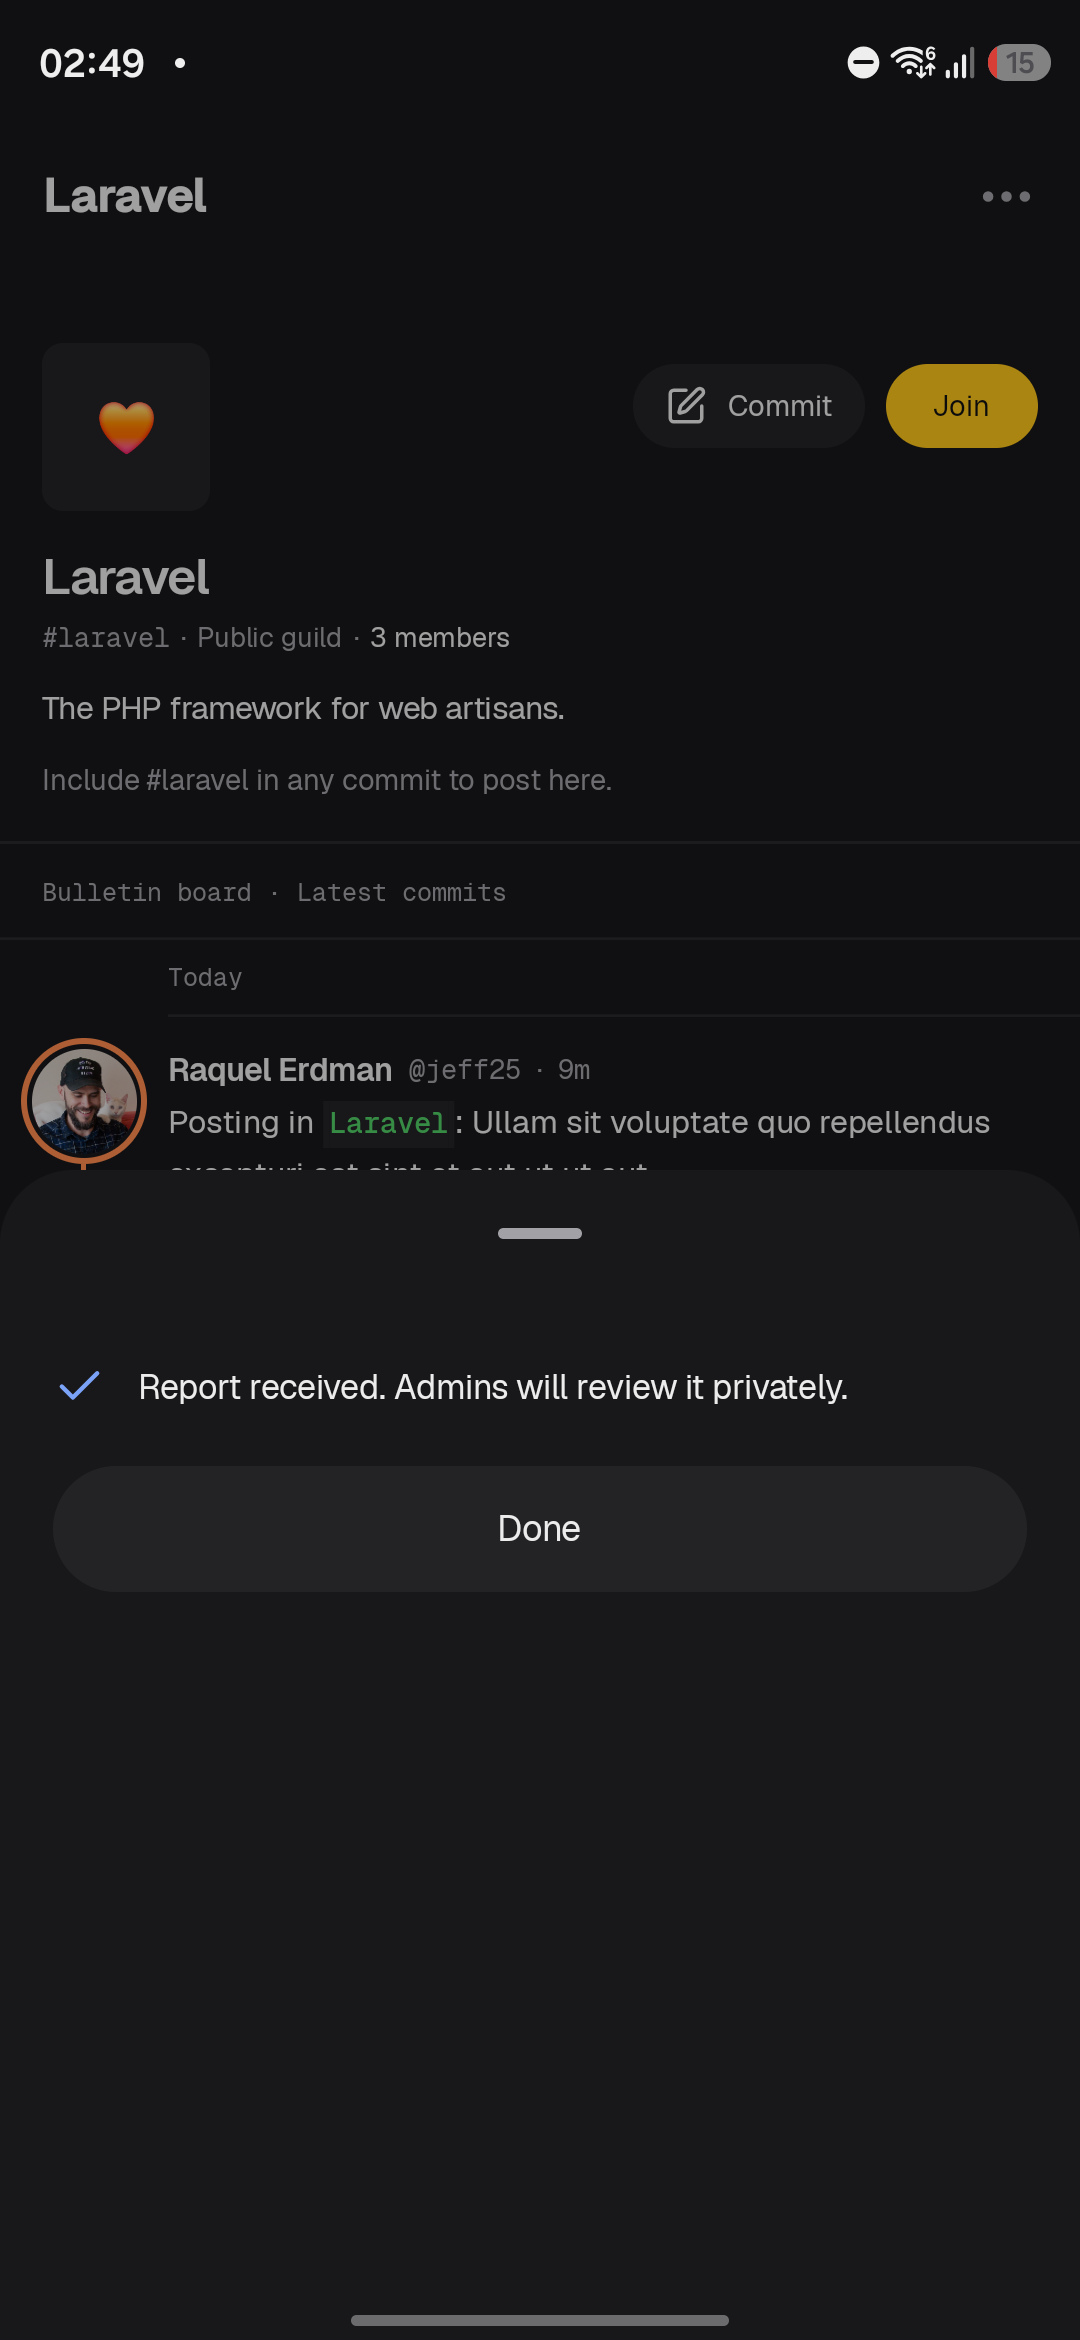 02:49
6
15
Laravel
Commit
Join
Laravel
#laravel · Public guild · 3 members
The PHP framework for web artisans.
Include #laravel in any commit to post here.
Bulletin board · Latest commits
Today
Raquel Erdman @jeff25 · 9m
Posting in Laravel: Ullam sit voluptate quo repellendus
Report received. Admins will review it privately.
Done